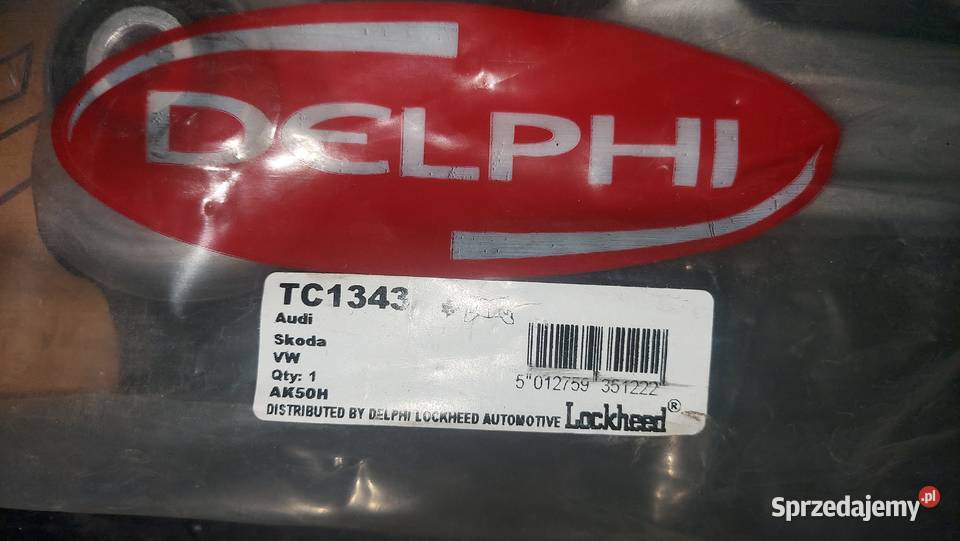 DELPHI
TC1343
Audi
Skoda
VW
Qty: 1
AK50H
5"012759 351222
DISTRIBUTED BY DELPHI LOCKHEED AUTOMOTIVE Lockheed®
Sprzedajemy.pl